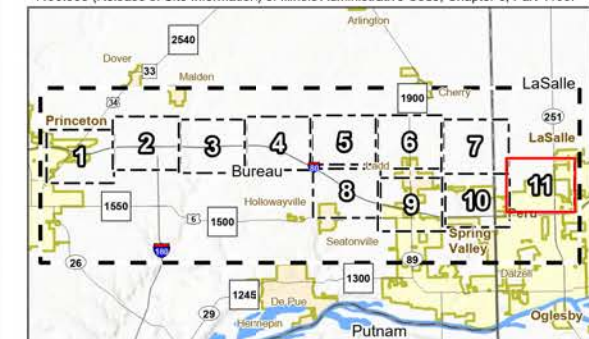 Arlington
2540
Dover
33
Malden
LaSalle
34
1900
Cherry
251
Princeton
LaSalle
1 2 3 4 5 6 7
Ladd
11
Bureau
80
8 9 10
Hollowayville
Peru
1550
6
1500
Spring
Valley
Seatonville
180
89
26
1300
Dalzell
1245
De Pue
29
Oglesby
Hennepin
Putnam